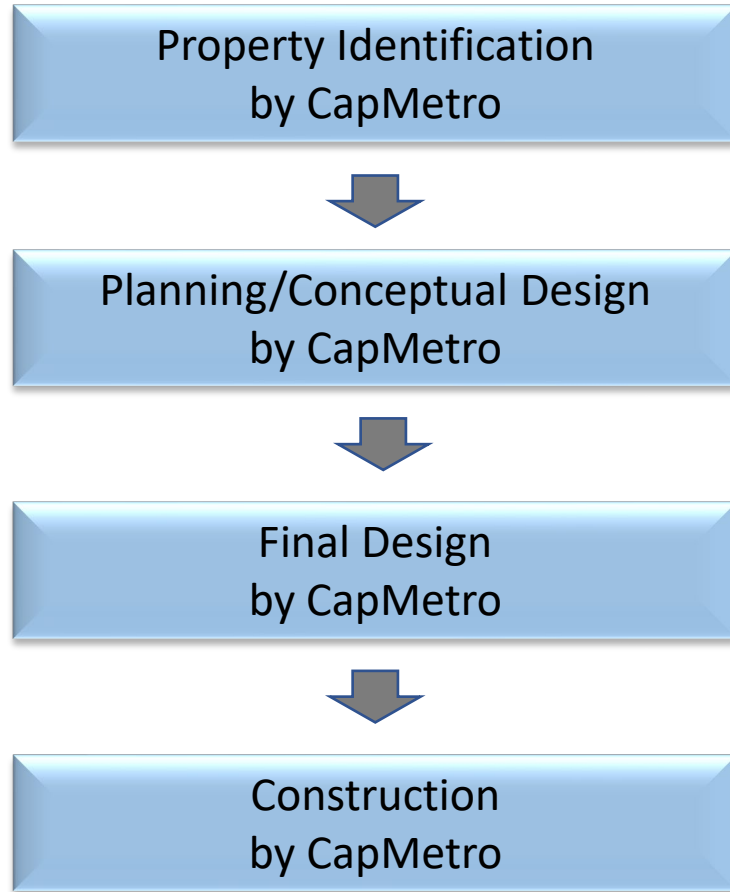 Property Identification
by CapMetro
Planning/Conceptual Design
by CapMetro
Final Design
by CapMetro
Construction
by CapMetro